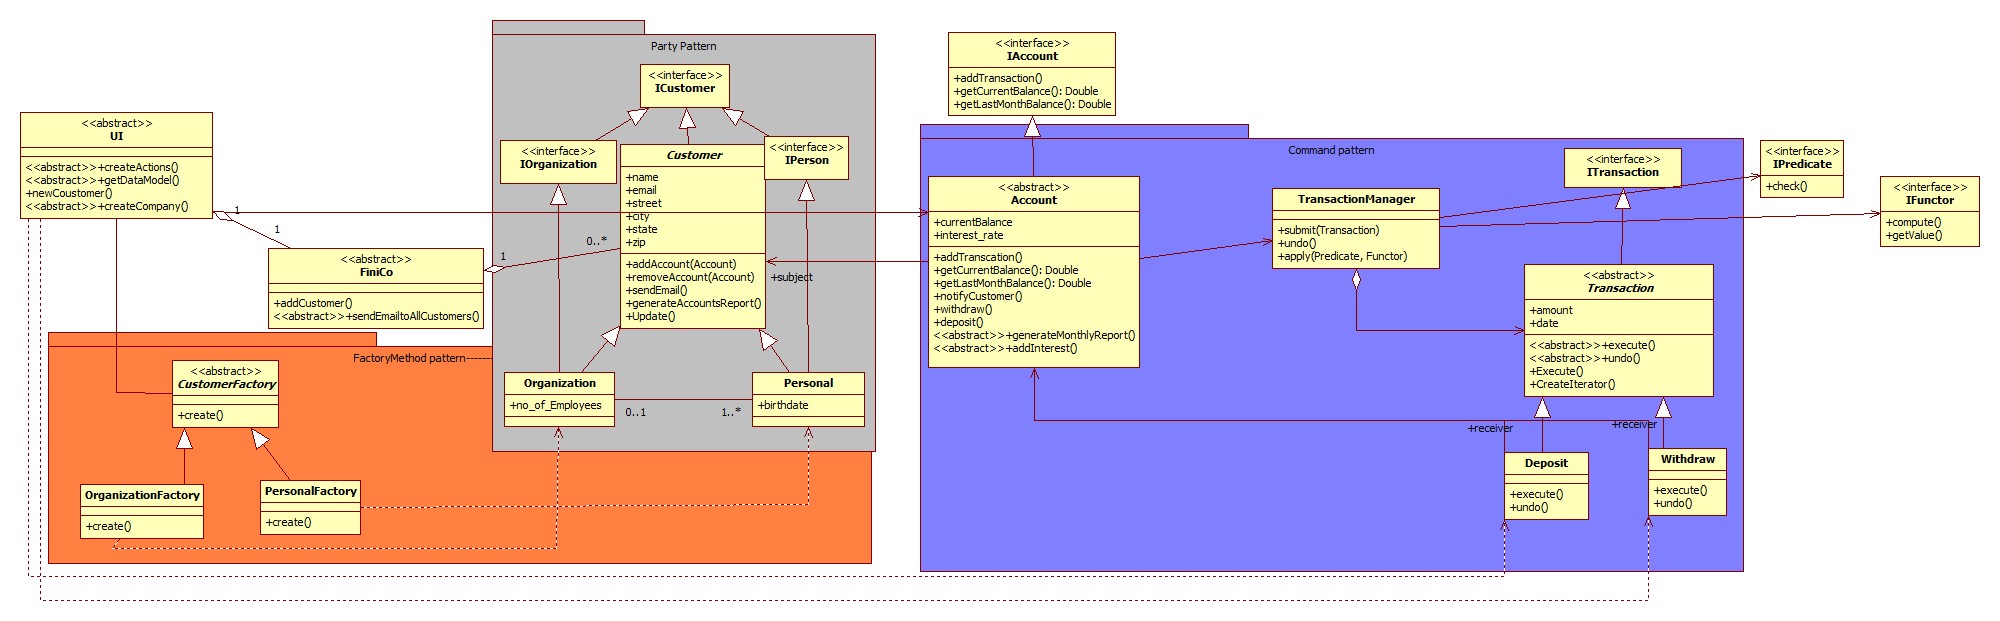 Party Pattern
<<interface>>
ICustomer
<<interface>>
IOrganization
Customer
+name
+email
+street
+city
+state
+zip
+addAccount(Account)
+removeAccount(Account)
+sendEmail()
+generateAccountsReport()
+Update()
<<interface>>
IPerson
Organization
+no_of_Employees
0..1
1..*
Personal
+birthdate
<<abstract>>
UI
<<abstract>>+createActions()
<<abstract>>+getDataModel()
+newCoustomer()
<<abstract>>+createCompany()
1
1
<<abstract>>
FiniCo
+addCustomer()
<<abstract>>+sendEmailtoAllCustomers()
1
0..*
+subject
FactoryMethod pattern
<<abstract>>
CustomerFactory
+create()
OrganizationFactory
+create()
PersonalFactory
+create()
<<interface>>
IAccount
+addTransaction()
+getCurrentBalance(): Double
+getLastMonthBalance(): Double
Command pattern
<<abstract>>
Account
+currentBalance
+interest_rate
+addTranscation()
+getCurrentBalance(): Double
+getLastMonthBalance(): Double
+notifyCustomer()
+withdraw()
+deposit()
<<abstract>>+generateMonthlyReport()
<<abstract>>+addInterest()
TransactionManager
+submit(Transaction)
+undo()
+apply(Predicate, Functor)
<<interface>>
ITransaction
<<abstract>>
Transaction
+amount
+date
<<abstract>>+execute()
<<abstract>>+undo()
+Execute()
+CreateIterator()
+receiver
+receiver
Deposit
+execute()
+undo()
Withdraw
+execute()
+undo()
<<interface>>
IPredicate
+check()
<<interface>>
IFunctor
+compute()
+getValue()